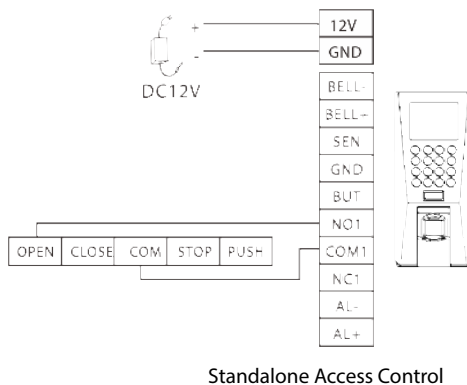 12V
+
GND
-
DC12V
BELL-
BELL+
SEN
GND
BUT
NO1
OPEN CLOSE COM STOP PUSH
COM1
NC1
AL-
AL+
Standalone Access Control